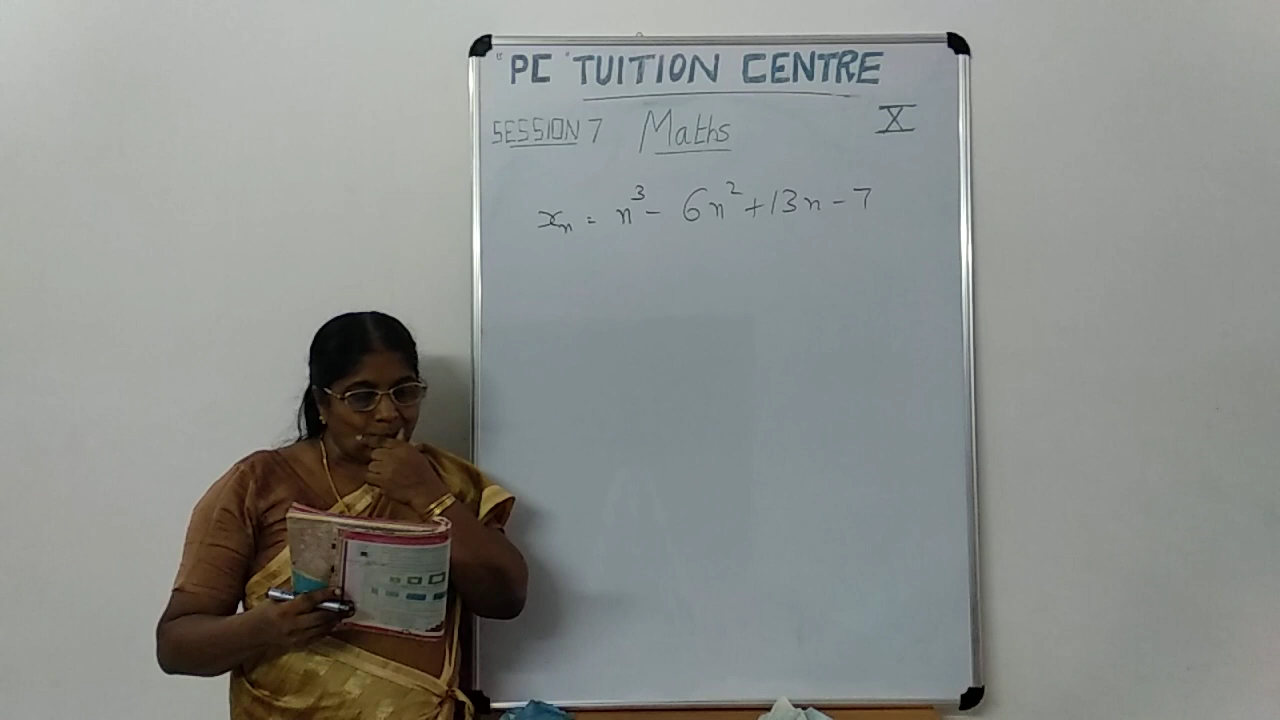 "PC "TUITION CENTRE
SESSION 7 Maths X
xₙ = n³ - 6n² + 13n - 7